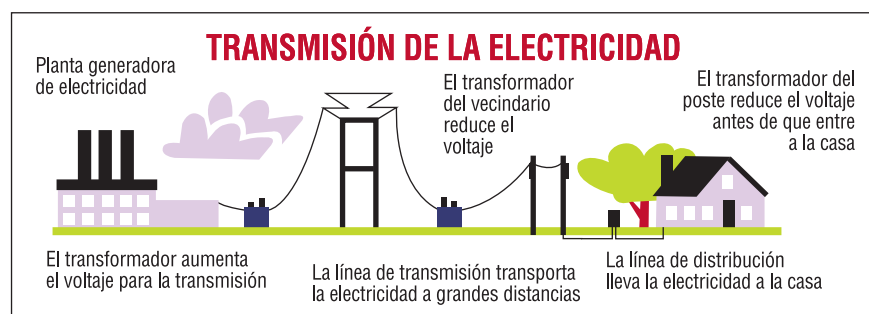 TRANSMISIÓN DE LA ELECTRICIDAD
Planta generadora
de electricidad
El transformador
del vecindario
reduce el
voltaje
El transformador del
poste reduce el voltaje
antes de que entre
a la casa
El transformador aumenta
el voltaje para la transmisión
La línea de transmisión transporta
la electricidad a grandes distancias
La línea de distribución
lleva la electricidad a la casa